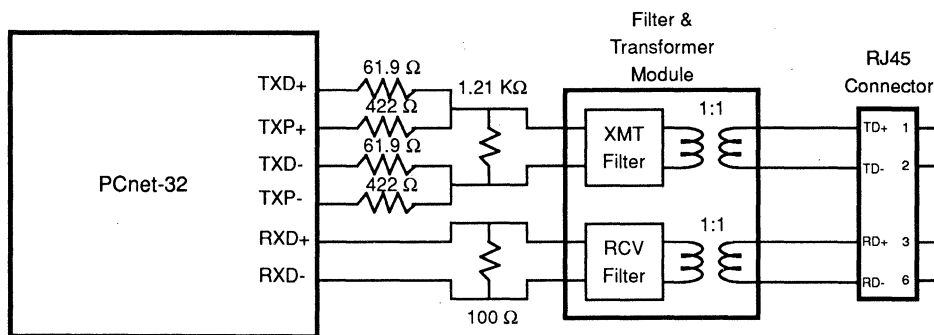 Filter &
Transformer
Module
RJ45
Connector
PCnet-32
TXD+
TXP+
TXD-
TXP-
RXD+
RXD-
61.9 Ω
422 Ω
61.9 Ω
422 Ω
1.21 KΩ
100 Ω
XMT
Filter
1:1
RCV
Filter
1:1
TD+ 1
TD- 2
RD+ 3
RD- 6